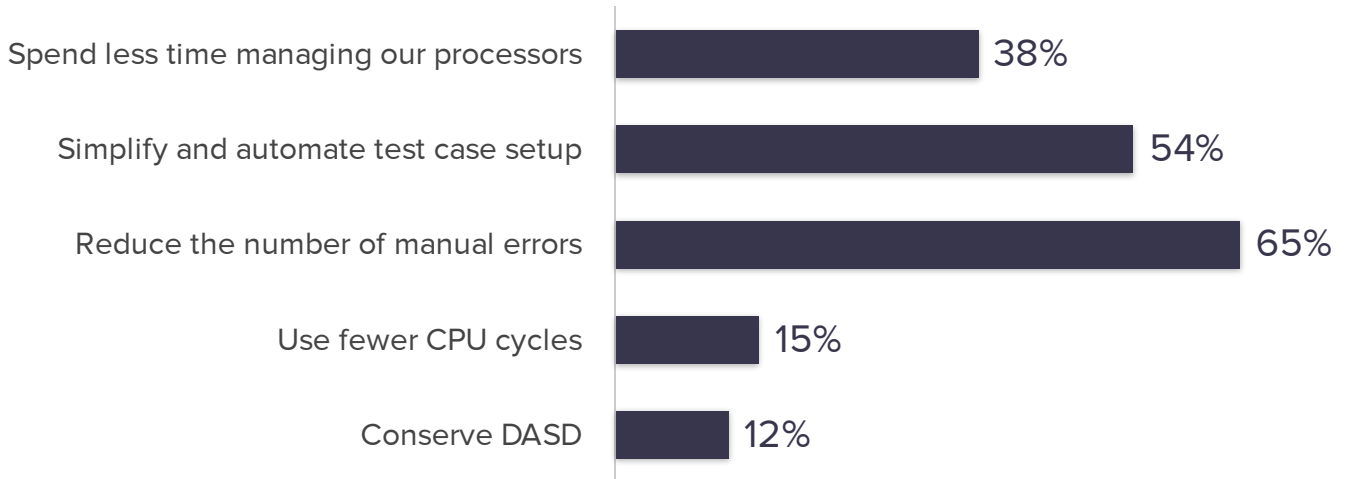 Spend less time managing our processors 38%
Simplify and automate test case setup 54%
Reduce the number of manual errors 65%
Use fewer CPU cycles 15%
Conserve DASD 12%